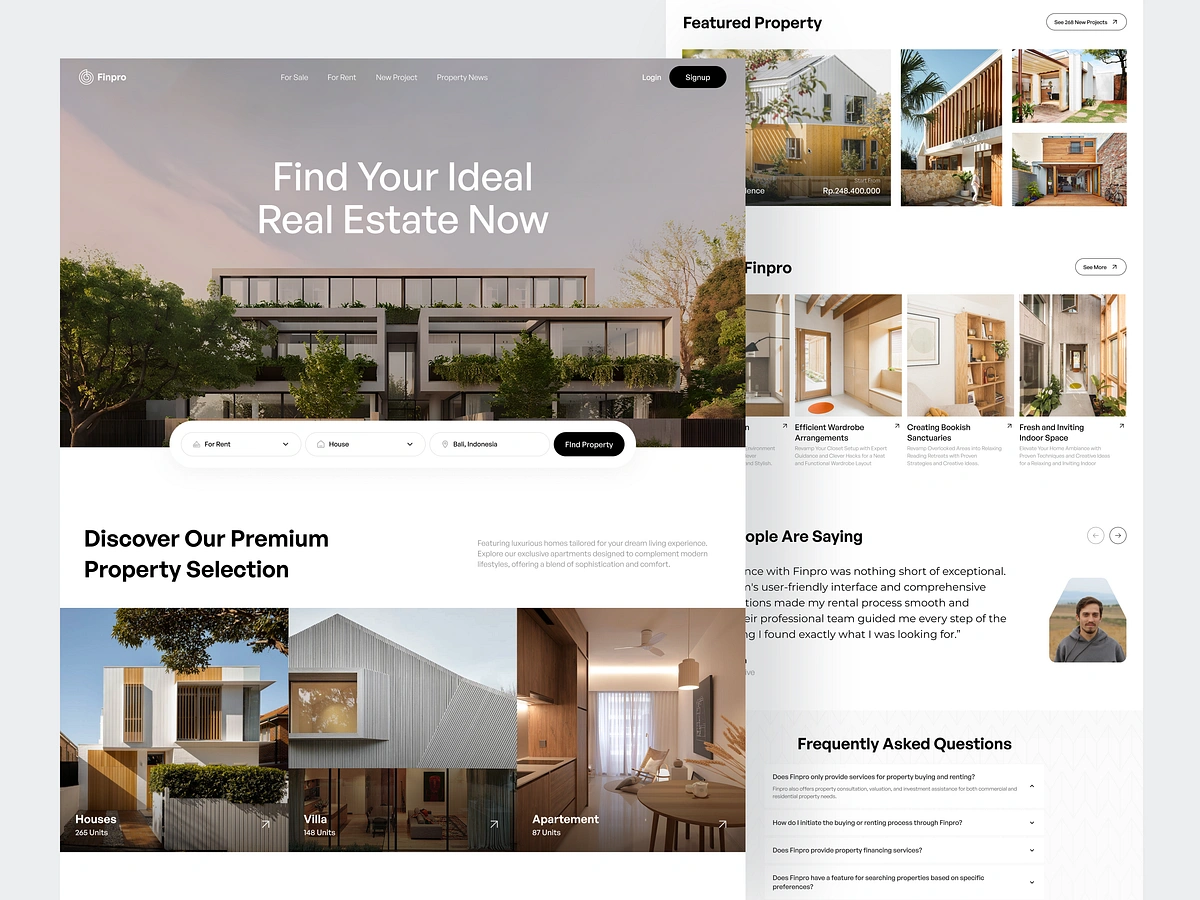 Finpro
For Sale
For Rent
New Project
Property News
Login
Signup
Find Your Ideal
Real Estate Now
For Rent
House
Bali, Indonesia
Find Property
Discover Our Premium
Property Selection
Featuring luxurious homes tailored for your dream living experience.
Explore our exclusive apartments designed to complement modern
lifestyles, offering a blend of sophistication and comfort.
Houses
265 Units
Villa
148 Units
Apartement
87 Units
Featured Property
See 268 New Projects
lence
Start From
Rp.248.400.000
Finpro
See More
n
nvironment
lever
nd Stylish.
Efficient Wardrobe
Arrangements
Revamp Your Closet Setup with Expert
Guidance and Clever Hacks for a Neat
and Functional Wardrobe Layout
Creating Bookish
Sanctuaries
Revamp Overlooked Areas into Relaxing
Reading Retreats with Proven
Strategies and Creative Ideas.
Fresh and Inviting
Indoor Space
Elevate Your Home Ambiance with
Proven Techniques and Creative Ideas
for a Relaxing and Inviting Indoor
ople Are Saying
nce with Finpro was nothing short of exceptional.
m's user-friendly interface and comprehensive
tions made my rental process smooth and
eir professional team guided me every step of the
ng I found exactly what I was looking for.”
ve
Frequently Asked Questions
Does Finpro only provide services for property buying and renting?
Finpro also offers property consultation, valuation, and investment assistance for both commercial and
residential property needs.
How do I initiate the buying or renting process through Finpro?
Does Finpro provide property financing services?
Does Finpro have a feature for searching properties based on specific
preferences?